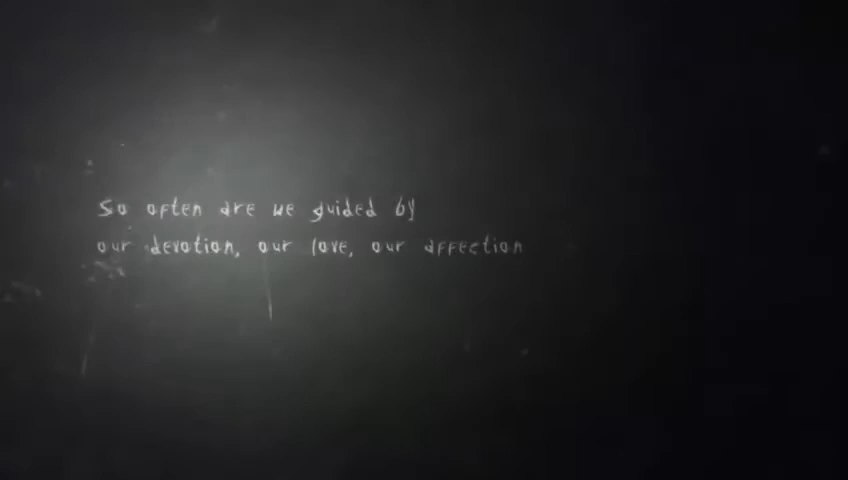 So often are we guided by
our devotion, our love, our affection